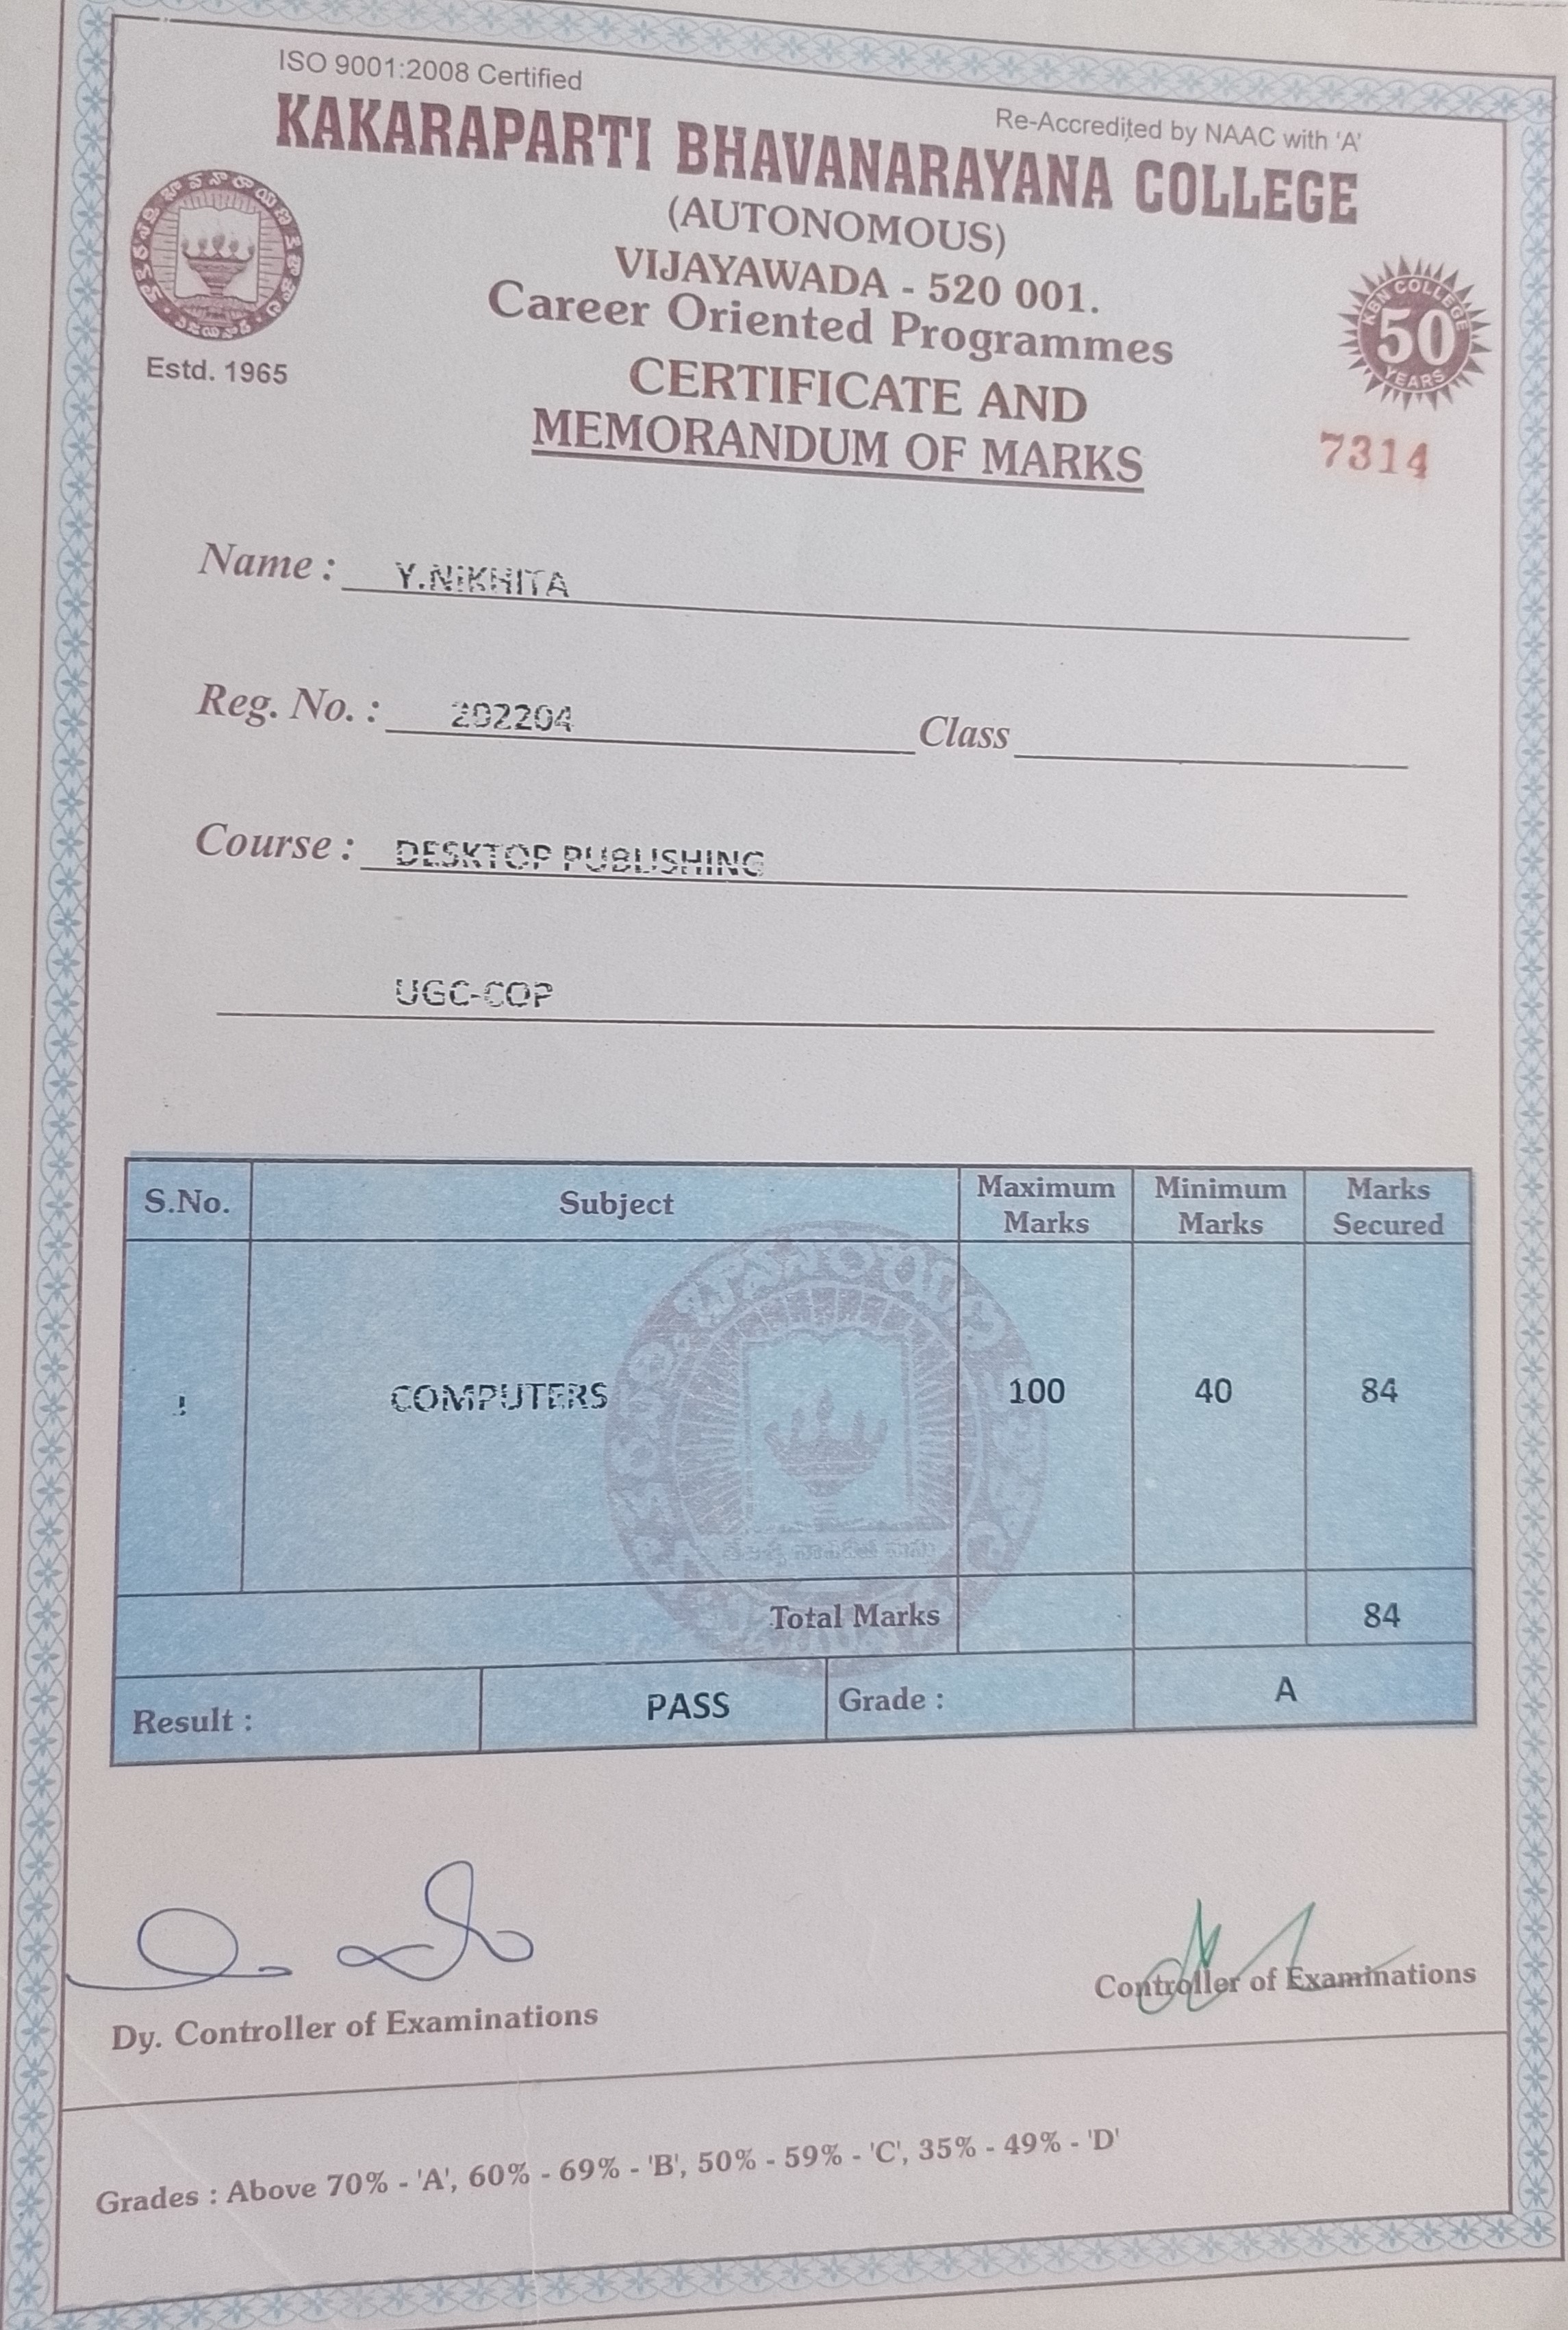 ISO 9001:2008 Certified
Re-Accredited by NAAC with 'A'
KAKARAPARTI BHAVANARAYANA COLLEGE
(AUTONOMOUS)
VIJAYAWADA - 520 001.
Career Oriented Programmes
CERTIFICATE AND
MEMORANDUM OF MARKS
Estd. 1965
KBN COLLEGE
50
YEARS
7314
Name : Y.NIKHITA
Reg. No. : 202204 Class
Course : DESKTOP PUBLISHING
UGC-COP
S.No. Subject Maximum Marks Minimum Marks Marks Secured
1 COMPUTERS 100 40 84
Total Marks 84
Result : PASS Grade : A
Dy. Controller of Examinations
Controller of Examinations
Grades : Above 70% - 'A', 60% - 69% - 'B', 50% - 59% - 'C', 35% - 49% - 'D'